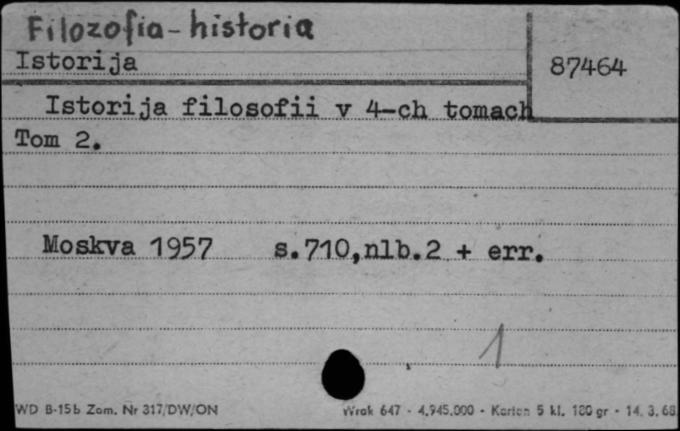 Filozofia - historia
Istorija
87464
Istorija filosofii v 4-ch tomach
Tom 2.
Moskva 1957 s.710,nlb.2 + err.
1
WD B-15b Zam. Nr 317/DW/ON Wrok 647 - 4.945.000 - Karton 5 kl. 180 gr - 14. 3. 68